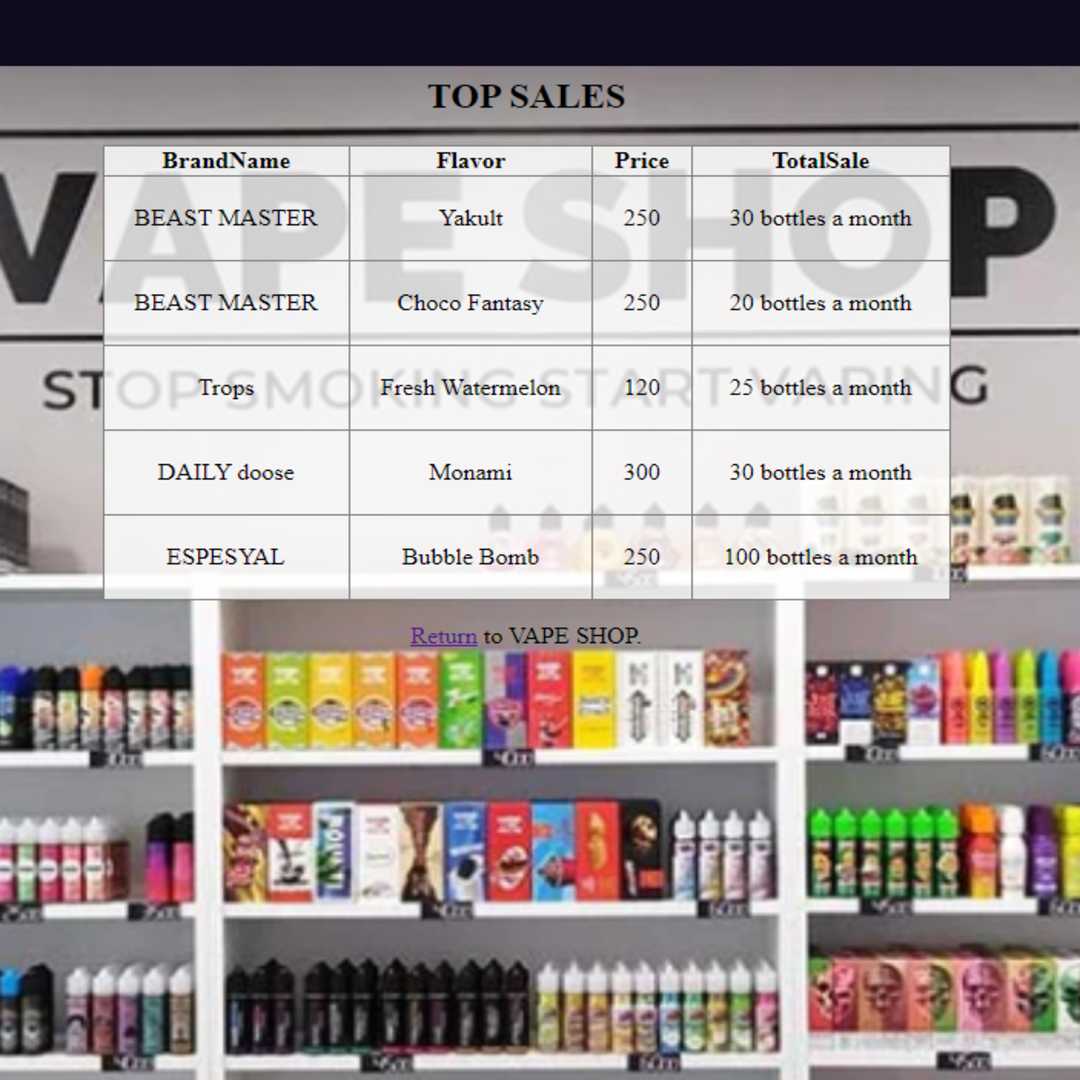 TOP SALES
BrandName Flavor Price TotalSale
BEAST MASTER Yakult 250 30 bottles a month
BEAST MASTER Choco Fantasy 250 20 bottles a month
Trops Fresh Watermelon 120 25 bottles a month
DAILY doose Monami 300 30 bottles a month
ESPESYAL Bubble Bomb 250 100 bottles a month
Return to VAPE SHOP.
VAPE SHOP
STOP SMOKING START VAPING